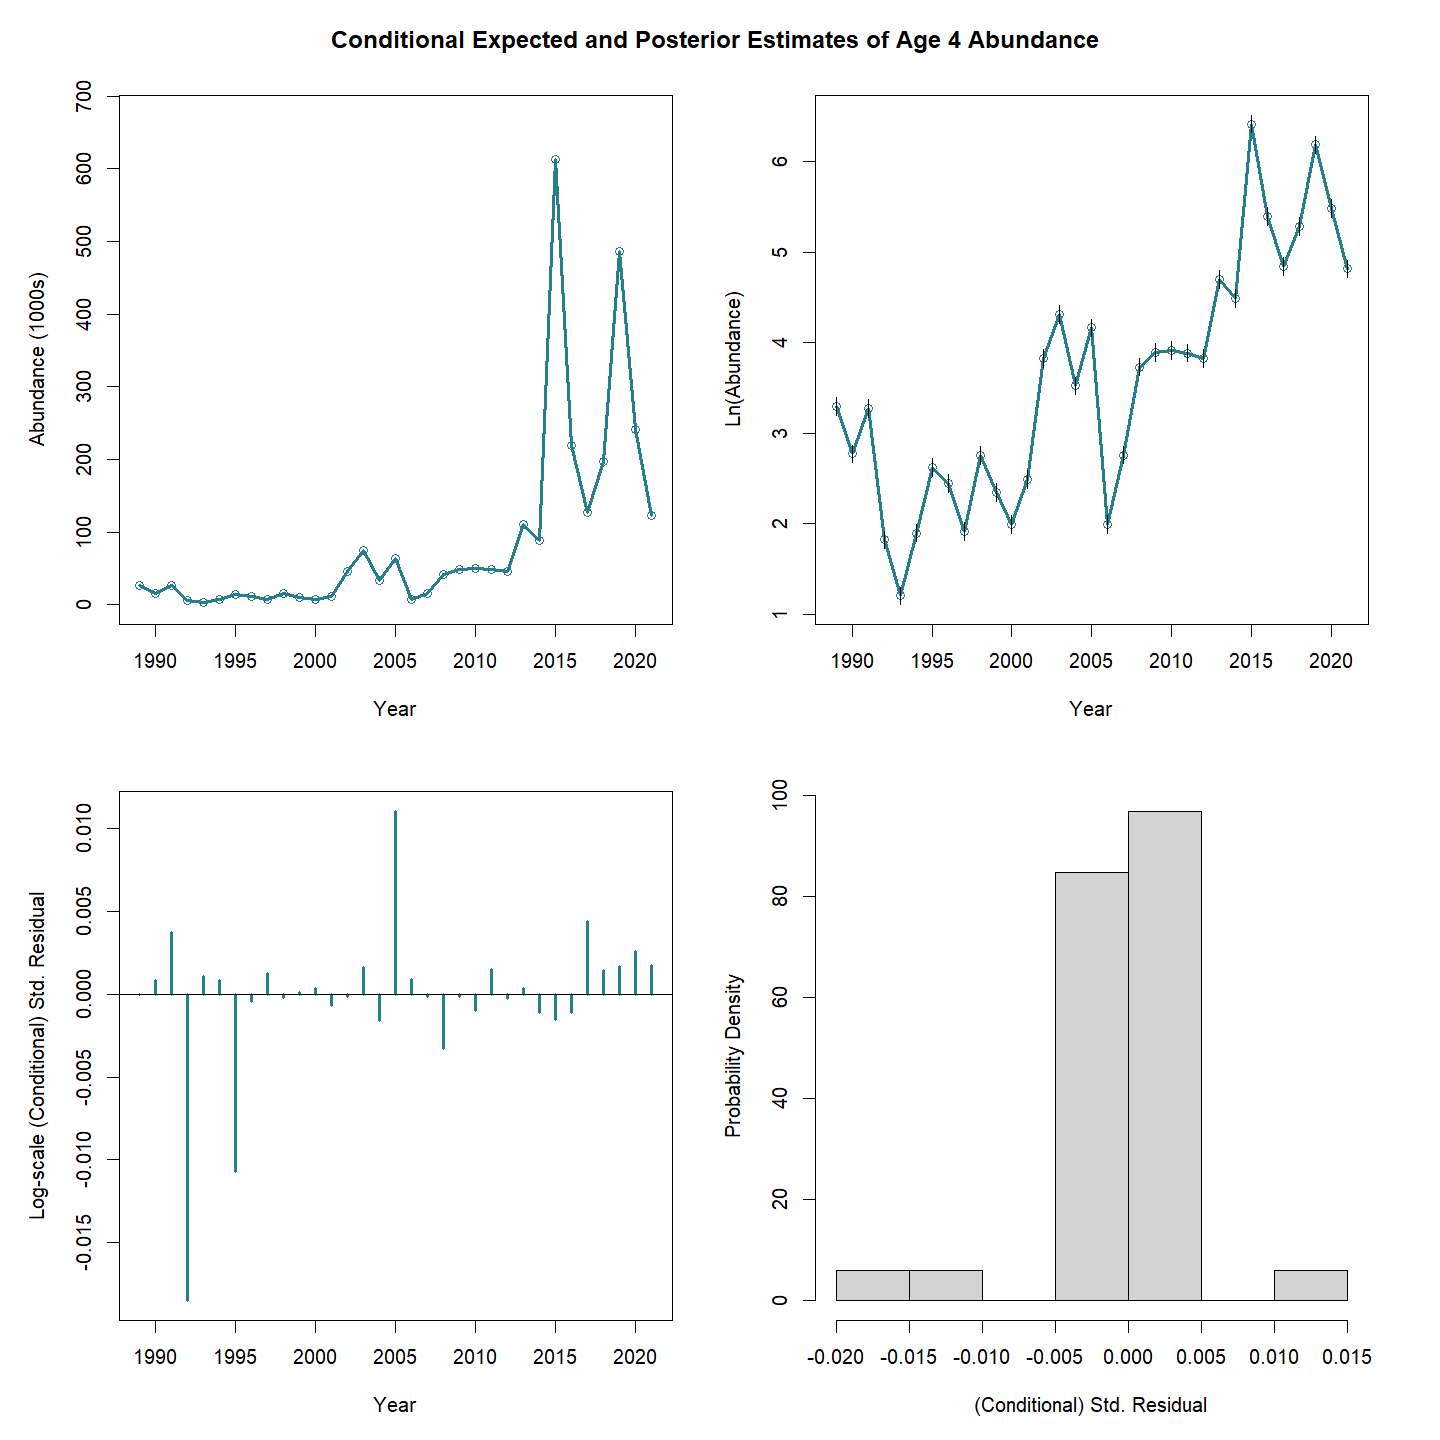 Conditional Expected and Posterior Estimates of Age 4 Abundance
Abundance (1000s)
700
600
500
400
300
200
100
0
1990 1995 2000 2005 2010 2015 2020
Year
Ln(Abundance)
6
5
4
3
2
1
1990 1995 2000 2005 2010 2015 2020
Year
Log-scale (Conditional) Std. Residual
0.010
0.005
0.000
-0.005
-0.010
-0.015
1990 1995 2000 2005 2010 2015 2020
Year
Probability Density
100
80
60
40
20
0
-0.020 -0.015 -0.010 -0.005 0.000 0.005 0.010 0.015
(Conditional) Std. Residual